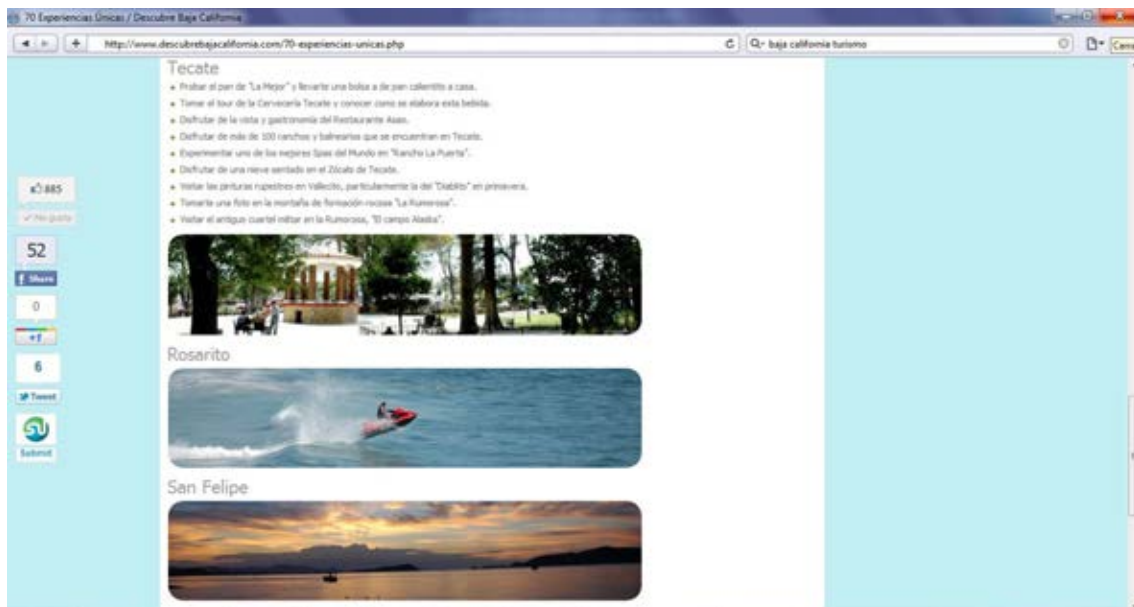 70 Experiencias Únicas / Descubre Baja California
http://www.descubrebajacalifornia.com/70-experiencias-unicas.php
baja california turismo
Tecate
Probar el pan de "La Mejor" y llevarte una bolsa a de pan calientito a casa.
Tomar el tour de la Cervecería Tecate y conocer como se elabora esta bebida.
Disfrutar de la vista y gastronomía del Restaurante Asao.
Disfrutar de más de 100 ranchos y balnearios que se encuentran en Tecate.
Experimentar uno de los mejores Spas del Mundo en "Rancho La Puerta".
Disfrutar de una nieve sentado en el Zócalo de Tecate.
Visitar las pinturas rupestres en Vallecito, particularmente la del "Diablito" en primavera.
Tomarte una foto en la montaña de formación rocosa "La Rumorosa".
Visitar el antiguo cuartel militar en la Rumorosa, "El campo Alaska".
885
Me gusta
52
Share
0
+1
6
Tweet
Submit
Rosarito
San Felipe